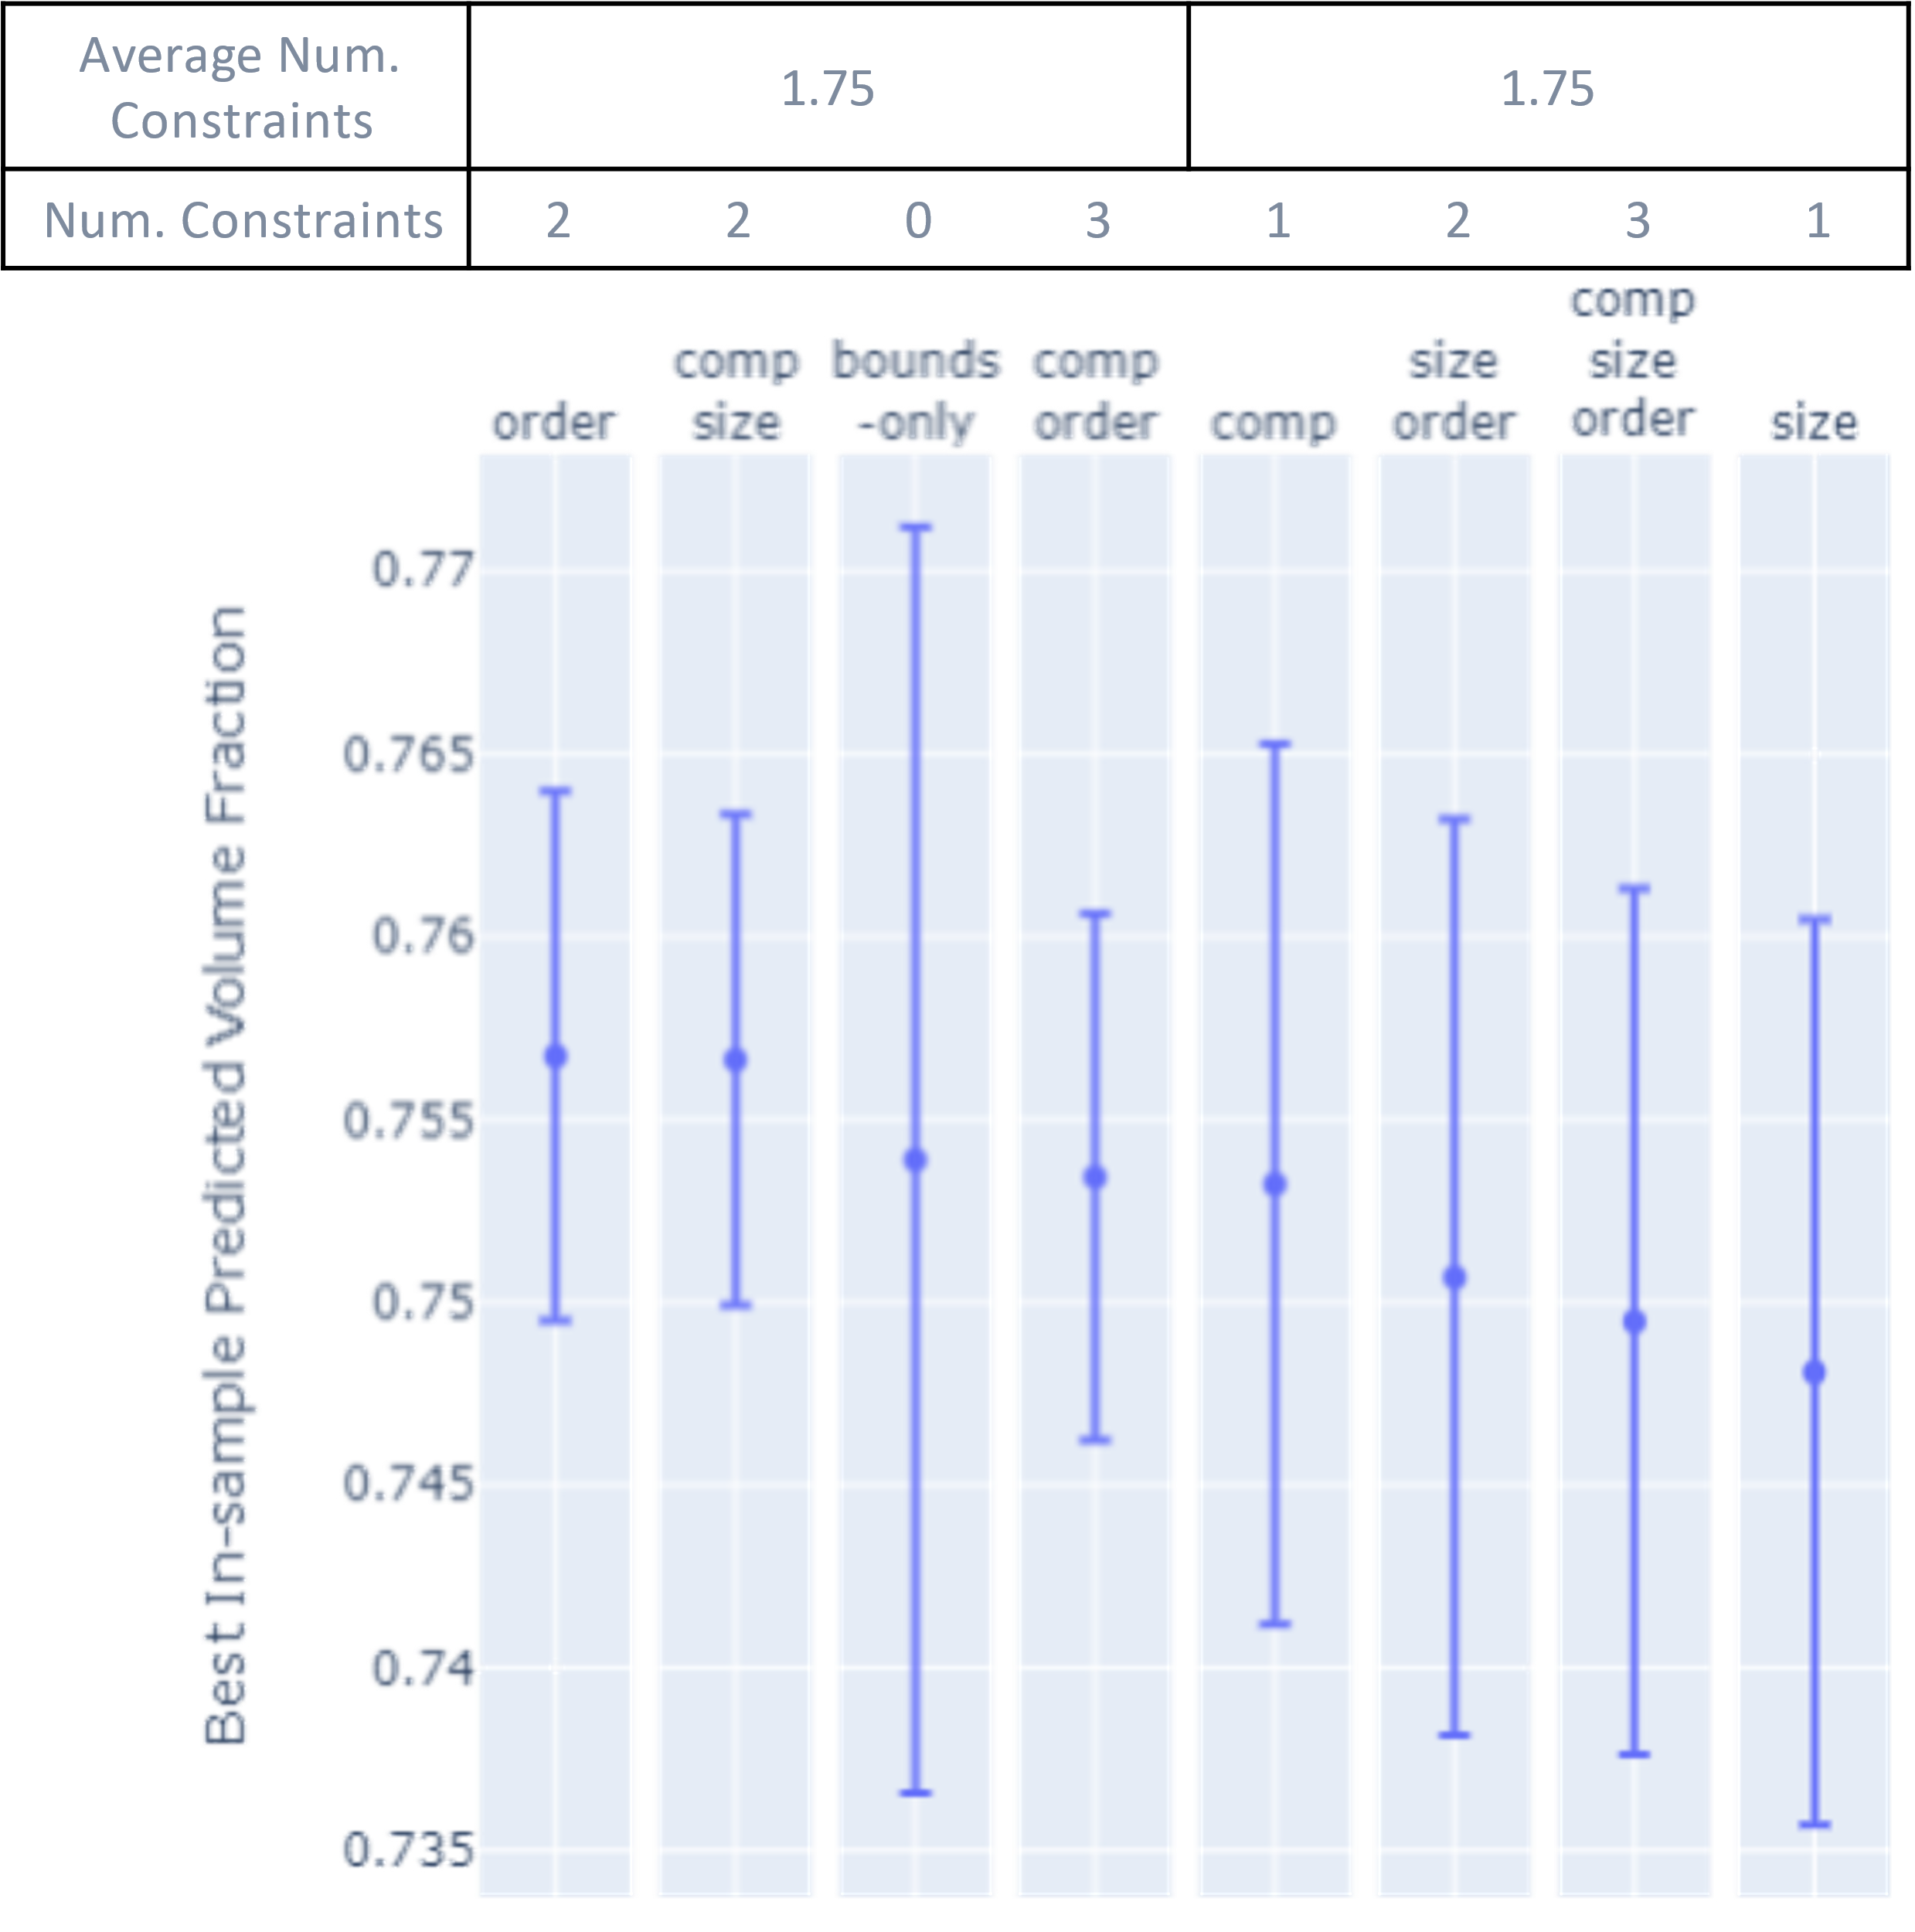 Average Num.
Constraints
1.75
1.75
Num. Constraints
2
2
0
3
1
2
3
1
order
comp
size
bounds
-only
comp
order
comp
size
order
comp
size
order
size
0.77
0.765
0.76
0.755
0.75
0.745
0.74
0.735
Best In-sample Predicted Volume Fraction